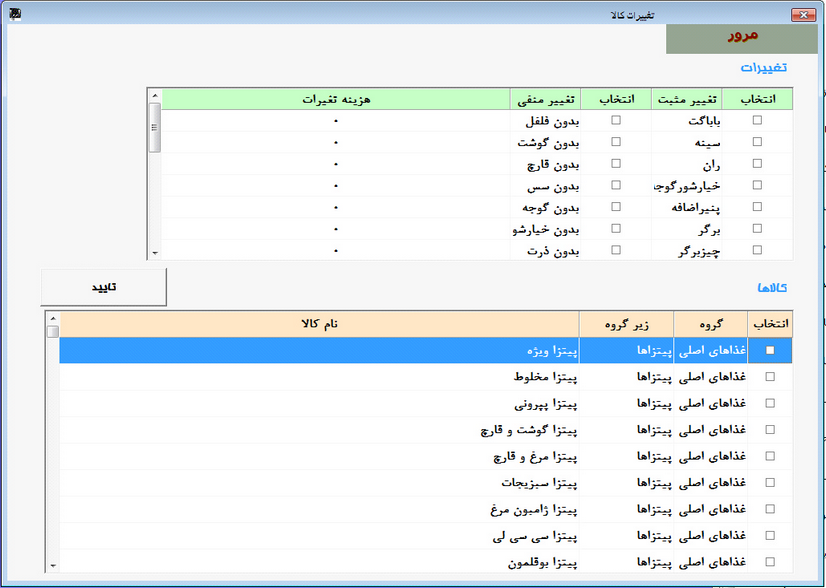 تغییرات کالا
مرور
تغییرات
انتخاب تغییر مثبت انتخاب تغییر منفی هزینه تغیرات
باباگت بدون فلفل ۰
سینه بدون گوشت ۰
ران بدون قارچ ۰
خیارشورگوجه بدون سس ۰
پنیراضافه بدون گوجه ۰
برگر بدون خیارشو ۰
چیزبرگر بدون ذرت ۰
کالاها
تایید
انتخاب گروه زیر گروه نام کالا
غذاهای اصلی پیتزاها پیتزا ویژه
غذاهای اصلی پیتزاها پیتزا مخلوط
غذاهای اصلی پیتزاها پیتزا پپرونی
غذاهای اصلی پیتزاها پیتزا گوشت و قارچ
غذاهای اصلی پیتزاها پیتزا مرغ و قارچ
غذاهای اصلی پیتزاها پیتزا سبزیجات
غذاهای اصلی پیتزاها پیتزا ژامبون مرغ
غذاهای اصلی پیتزاها پیتزا سی سی لی
غذاهای اصلی پیتزاها پیتزا بوقلمون